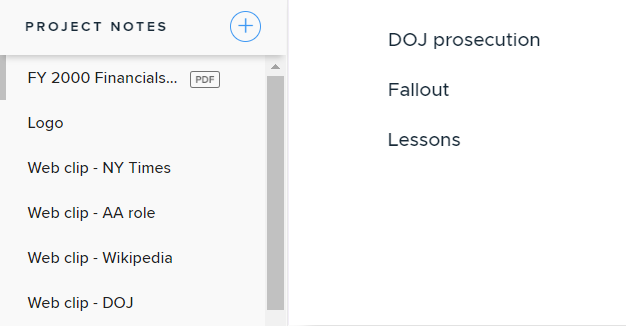 PROJECT NOTES
FY 2000 Financials... PDF
Logo
Web clip - NY Times
Web clip - AA role
Web clip - Wikipedia
Web clip - DOJ
DOJ prosecution
Fallout
Lessons